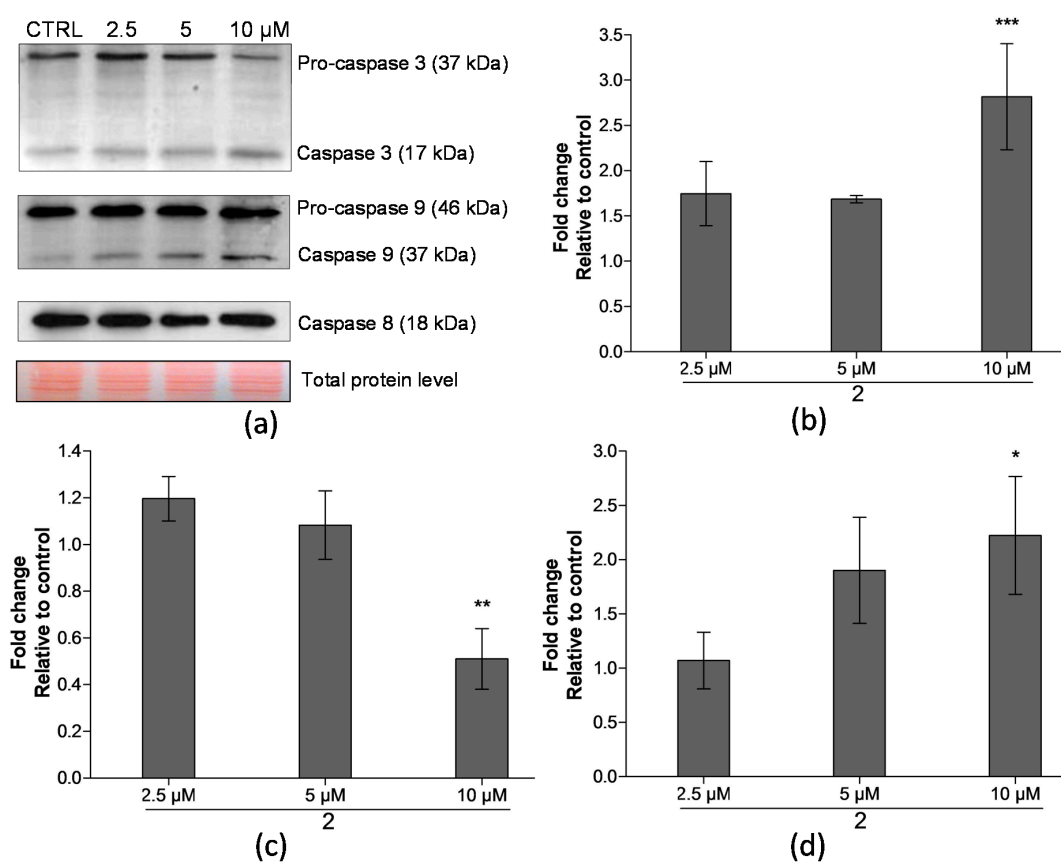 CTRL 2.5 5 10 µM
Pro-caspase 3 (37 kDa)
Caspase 3 (17 kDa)
Pro-caspase 9 (46 kDa)
Caspase 9 (37 kDa)
Caspase 8 (18 kDa)
Total protein level
(a)
***
3.5
3.0
2.5
2.0
1.5
1.0
0.5
0.0
Fold change
Relative to control
2.5 µM 5 µM 10 µM
2
(b)
1.4
1.2
1.0
0.8
0.6
0.4
0.2
0.0
Fold change
Relative to control
**
2.5 µM 5 µM 10 µM
2
(c)
*
3.0
2.5
2.0
1.5
1.0
0.5
0.0
Fold change
Relative to control
2.5 µM 5 µM 10 µM
2
(d)